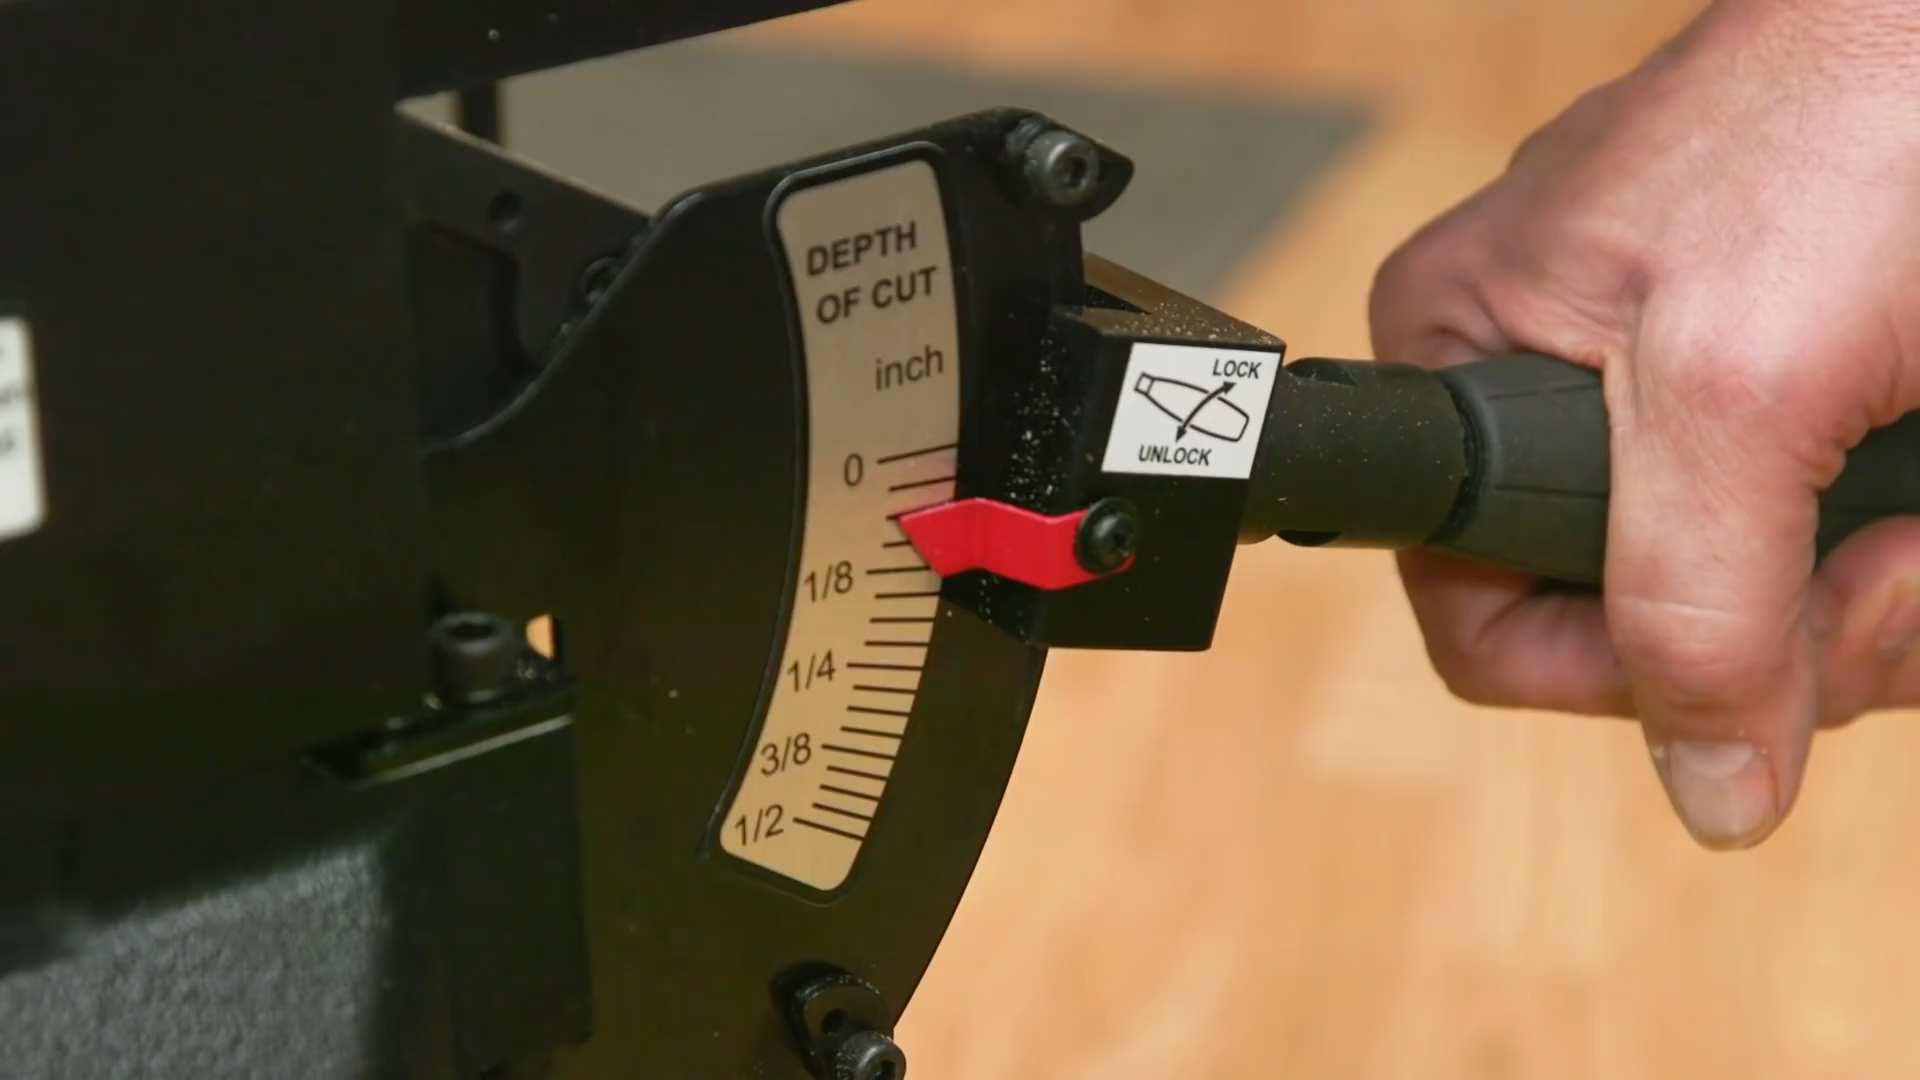 DEPTH
OF CUT
inch
0
1/8
1/4
3/8
1/2
LOCK
UNLOCK